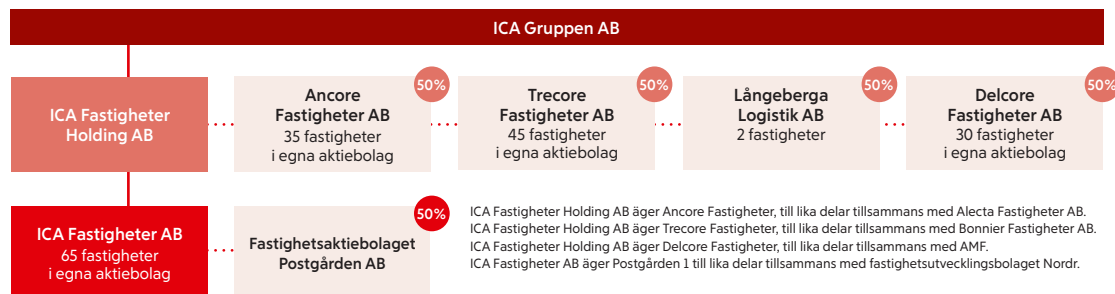 ICA Gruppen AB
ICA Fastigheter
Holding AB
50%
Ancore
Fastigheter AB
35 fastigheter
i egna aktiebolag
50%
Trecore
Fastigheter AB
45 fastigheter
i egna aktiebolag
50%
Långeberga
Logistik AB
2 fastigheter
50%
Delcore
Fastigheter AB
30 fastigheter
i egna aktiebolag
ICA Fastigheter AB
65 fastigheter
i egna aktiebolag
50%
Fastighetsaktiebolaget
Postgården AB
ICA Fastigheter Holding AB äger Ancore Fastigheter, till lika delar tillsammans med Alecta Fastigheter AB.
ICA Fastigheter Holding AB äger Trecore Fastigheter, till lika delar tillsammans med Bonnier Fastigheter AB.
ICA Fastigheter Holding AB äger Delcore Fastigheter, till lika delar tillsammans med AMF.
ICA Fastigheter AB äger Postgården 1 till lika delar tillsammans med fastighetsutvecklingsbolaget Nordr.